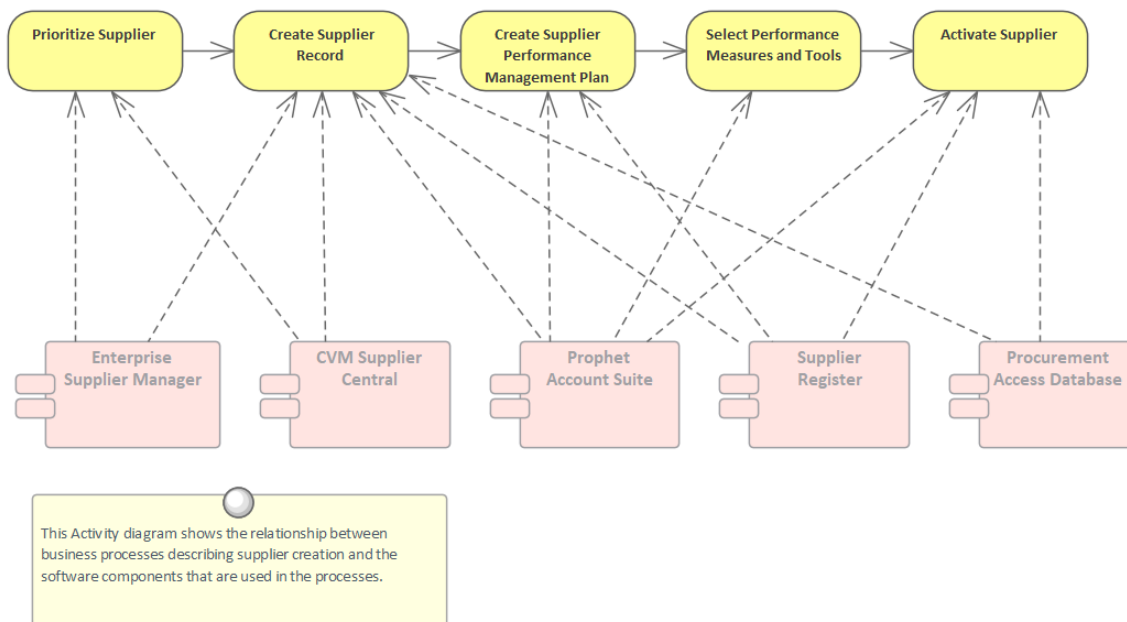 Prioritize Supplier
Create Supplier
Record
Create Supplier
Performance
Management Plan
Select Performance
Measures and Tools
Activate Supplier
Enterprise
Supplier Manager
CVM Supplier
Central
Prophet
Account Suite
Supplier
Register
Procurement
Access Database
This Activity diagram shows the relationship between
business processes describing supplier creation and the
software components that are used in the processes.